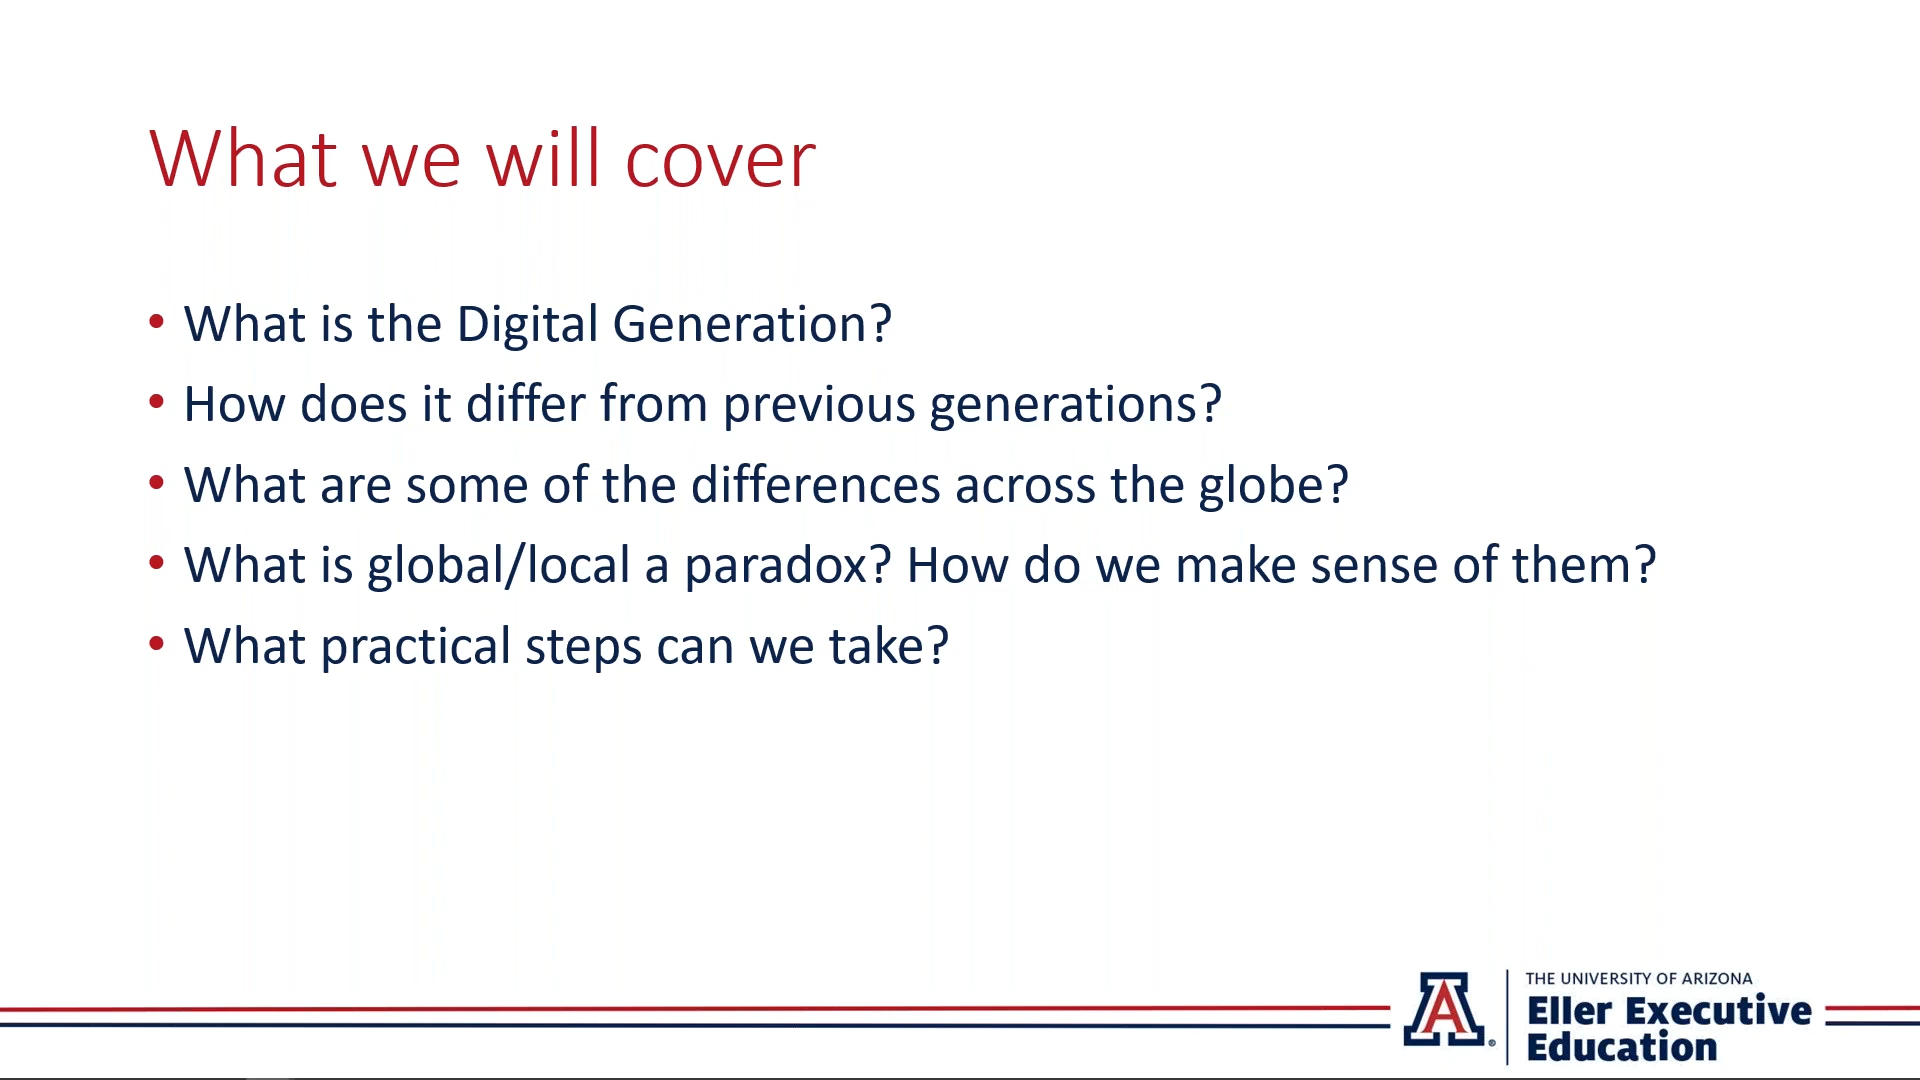 What we will cover
• What is the Digital Generation?
• How does it differ from previous generations?
• What are some of the differences across the globe?
• What is global/local a paradox? How do we make sense of them?
• What practical steps can we take?
A
THE UNIVERSITY OF ARIZONA
Eller Executive
Education